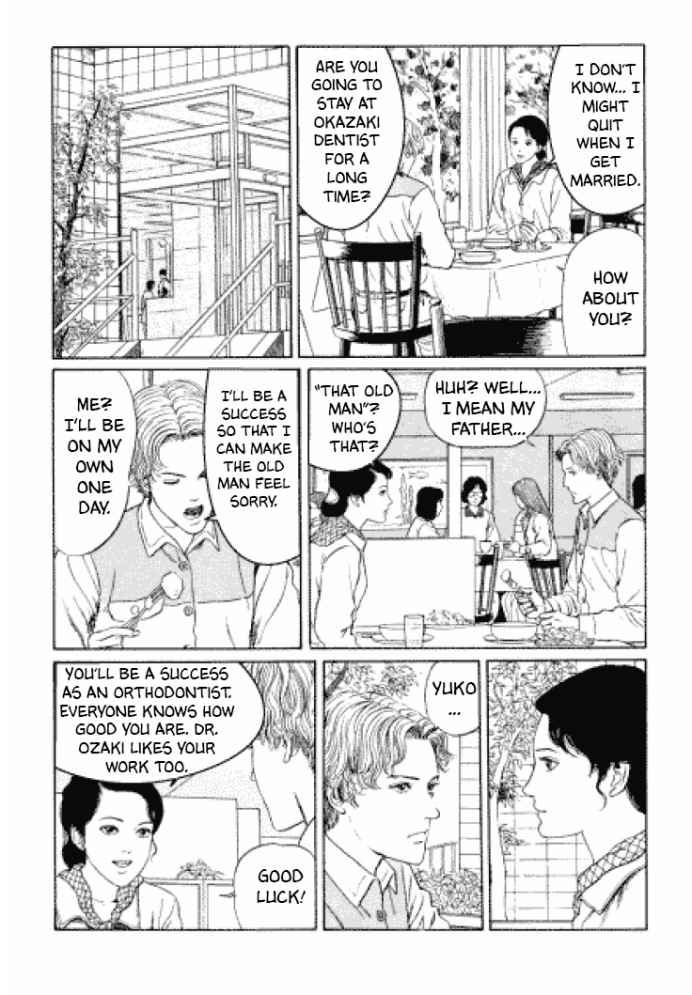 ARE YOU
GOING TO
STAY AT
OKAZAKI
DENTIST
FOR A
LONG
TIME?
I DON'T
KNOW... I
MIGHT
QUIT
WHEN I
GET
MARRIED.
HOW
ABOUT
YOU?
ME?
I'LL BE
ON MY
OWN
ONE
DAY.
I'LL BE A
SUCCESS
SO THAT I
CAN MAKE
THE OLD
MAN FEEL
SORRY.
"THAT OLD
MAN"?
WHO'S
THAT?
HUH? WELL...
I MEAN MY
FATHER...
YOU'LL BE A SUCCESS
AS AN ORTHODONTIST.
EVERYONE KNOWS HOW
GOOD YOU ARE. DR.
OZAKI LIKES YOUR
WORK TOO.
GOOD
LUCK!
YUKO
...